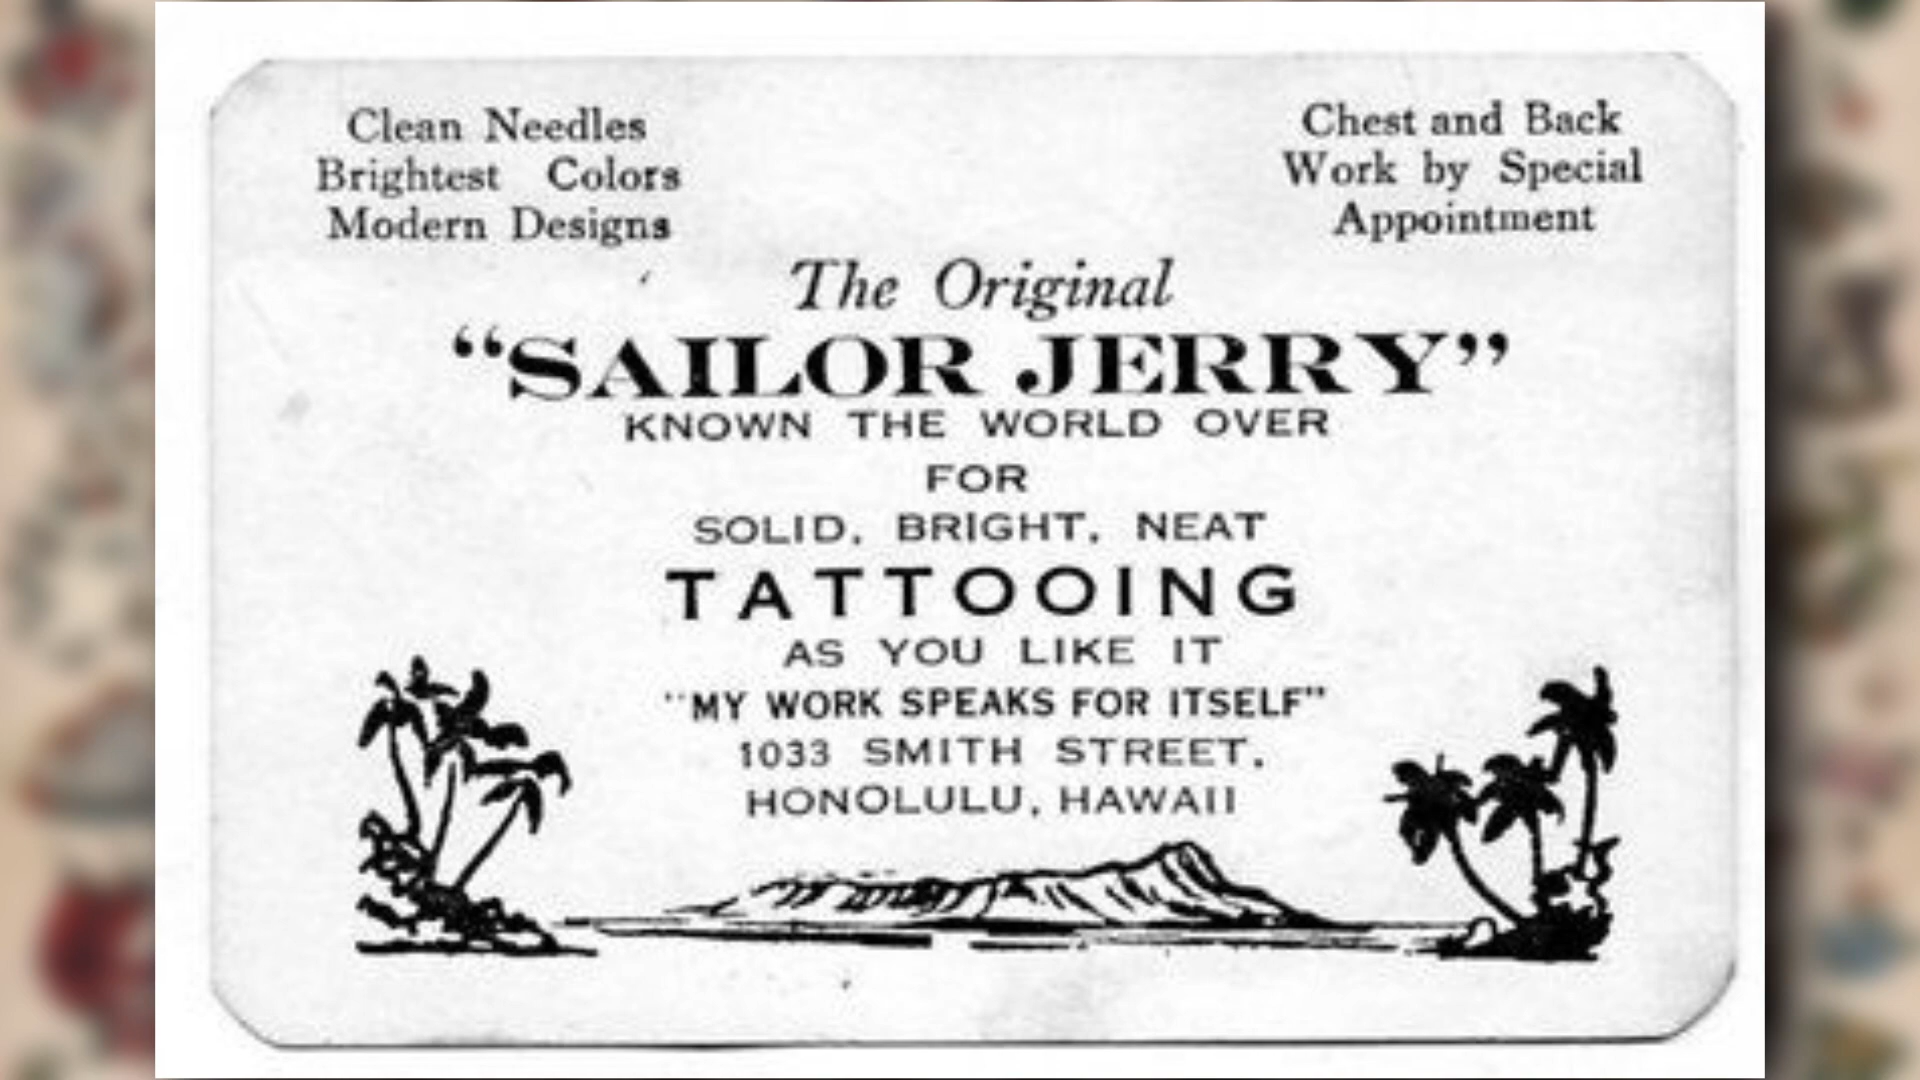 Clean Needles
Brightest Colors
Modern Designs
Chest and Back
Work by Special
Appointment
The Original
“SAILOR JERRY”
KNOWN THE WORLD OVER
FOR
SOLID, BRIGHT, NEAT
TATTOOING
AS YOU LIKE IT
"MY WORK SPEAKS FOR ITSELF"
1033 SMITH STREET,
HONOLULU, HAWAII